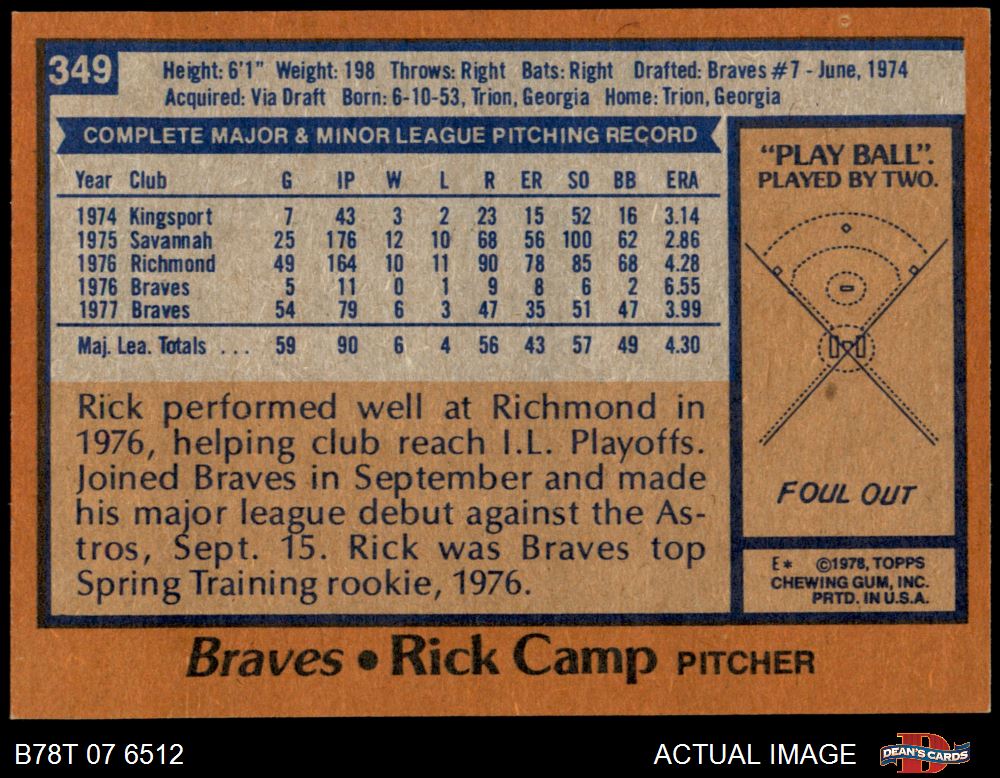 349
Height: 6'1" Weight: 198 Throws: Right Bats: Right Drafted: Braves #7 - June, 1974
Acquired: Via Draft Born: 6-10-53, Trion, Georgia Home: Trion, Georgia
COMPLETE MAJOR & MINOR LEAGUE PITCHING RECORD
Year Club G IP W L R ER SO BB ERA
1974 Kingsport 7 43 3 2 23 15 52 16 3.14
1975 Savannah 25 176 12 10 68 56 100 62 2.86
1976 Richmond 49 164 10 11 90 78 85 68 4.28
1976 Braves 5 11 0 1 9 8 6 2 6.55
1977 Braves 54 79 6 3 47 35 51 47 3.99
Maj. Lea. Totals ... 59 90 6 4 56 43 57 49 4.30
Rick performed well at Richmond in
1976, helping club reach I.L. Playoffs.
Joined Braves in September and made
his major league debut against the As-
tros, Sept. 15. Rick was Braves top
Spring Training rookie, 1976.
"PLAY BALL".
PLAYED BY TWO.
FOUL OUT
E* ©1978, TOPPS
CHEWING GUM, INC.
PRTD. IN U.S.A.
Braves • Rick Camp PITCHER
B78T 07 6512
ACTUAL IMAGE
D
DEAN'S CARDS